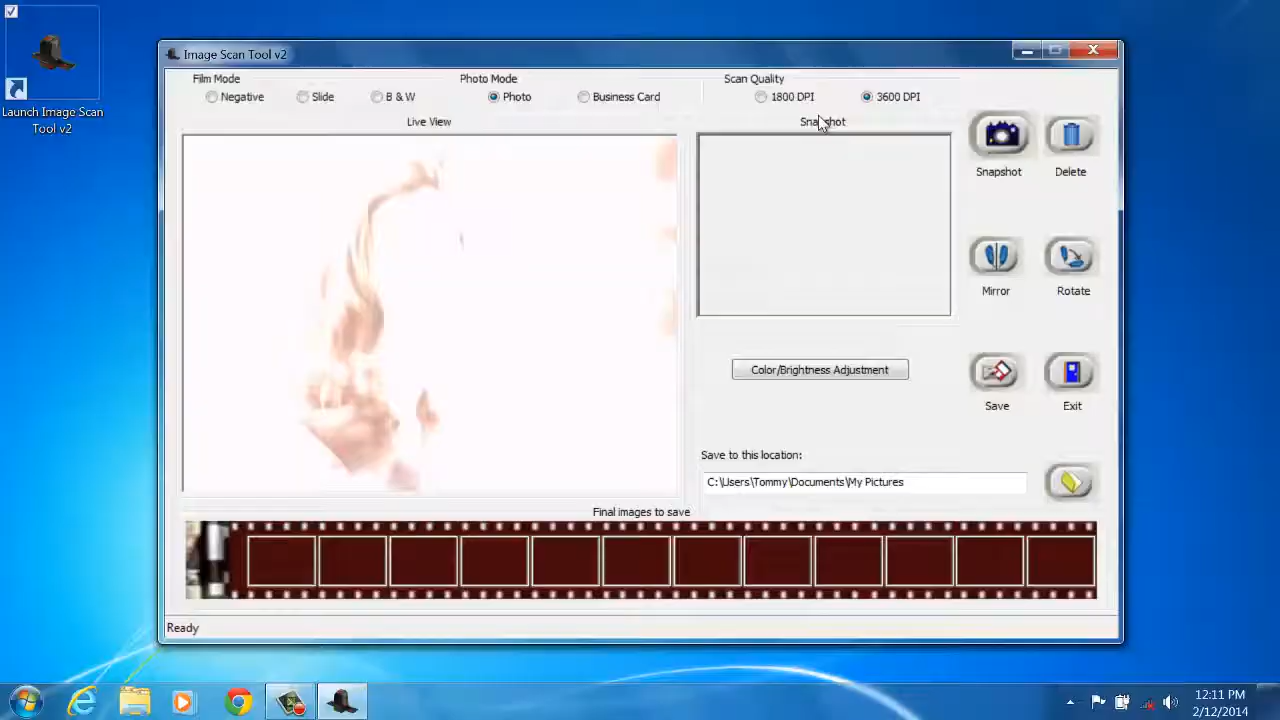 Launch Image Scan
Tool v2
Image Scan Tool v2
Film Mode
Photo Mode
Scan Quality
Negative
Slide
B & W
Photo
Business Card
1800 DPI
3600 DPI
Live View
Snapshot
Snapshot
Delete
Mirror
Rotate
Color/Brightness Adjustment
Save
Exit
Save to this location:
C:\Users\Tommy\Documents\My Pictures
Final images to save
Ready
12:11 PM
2/12/2014